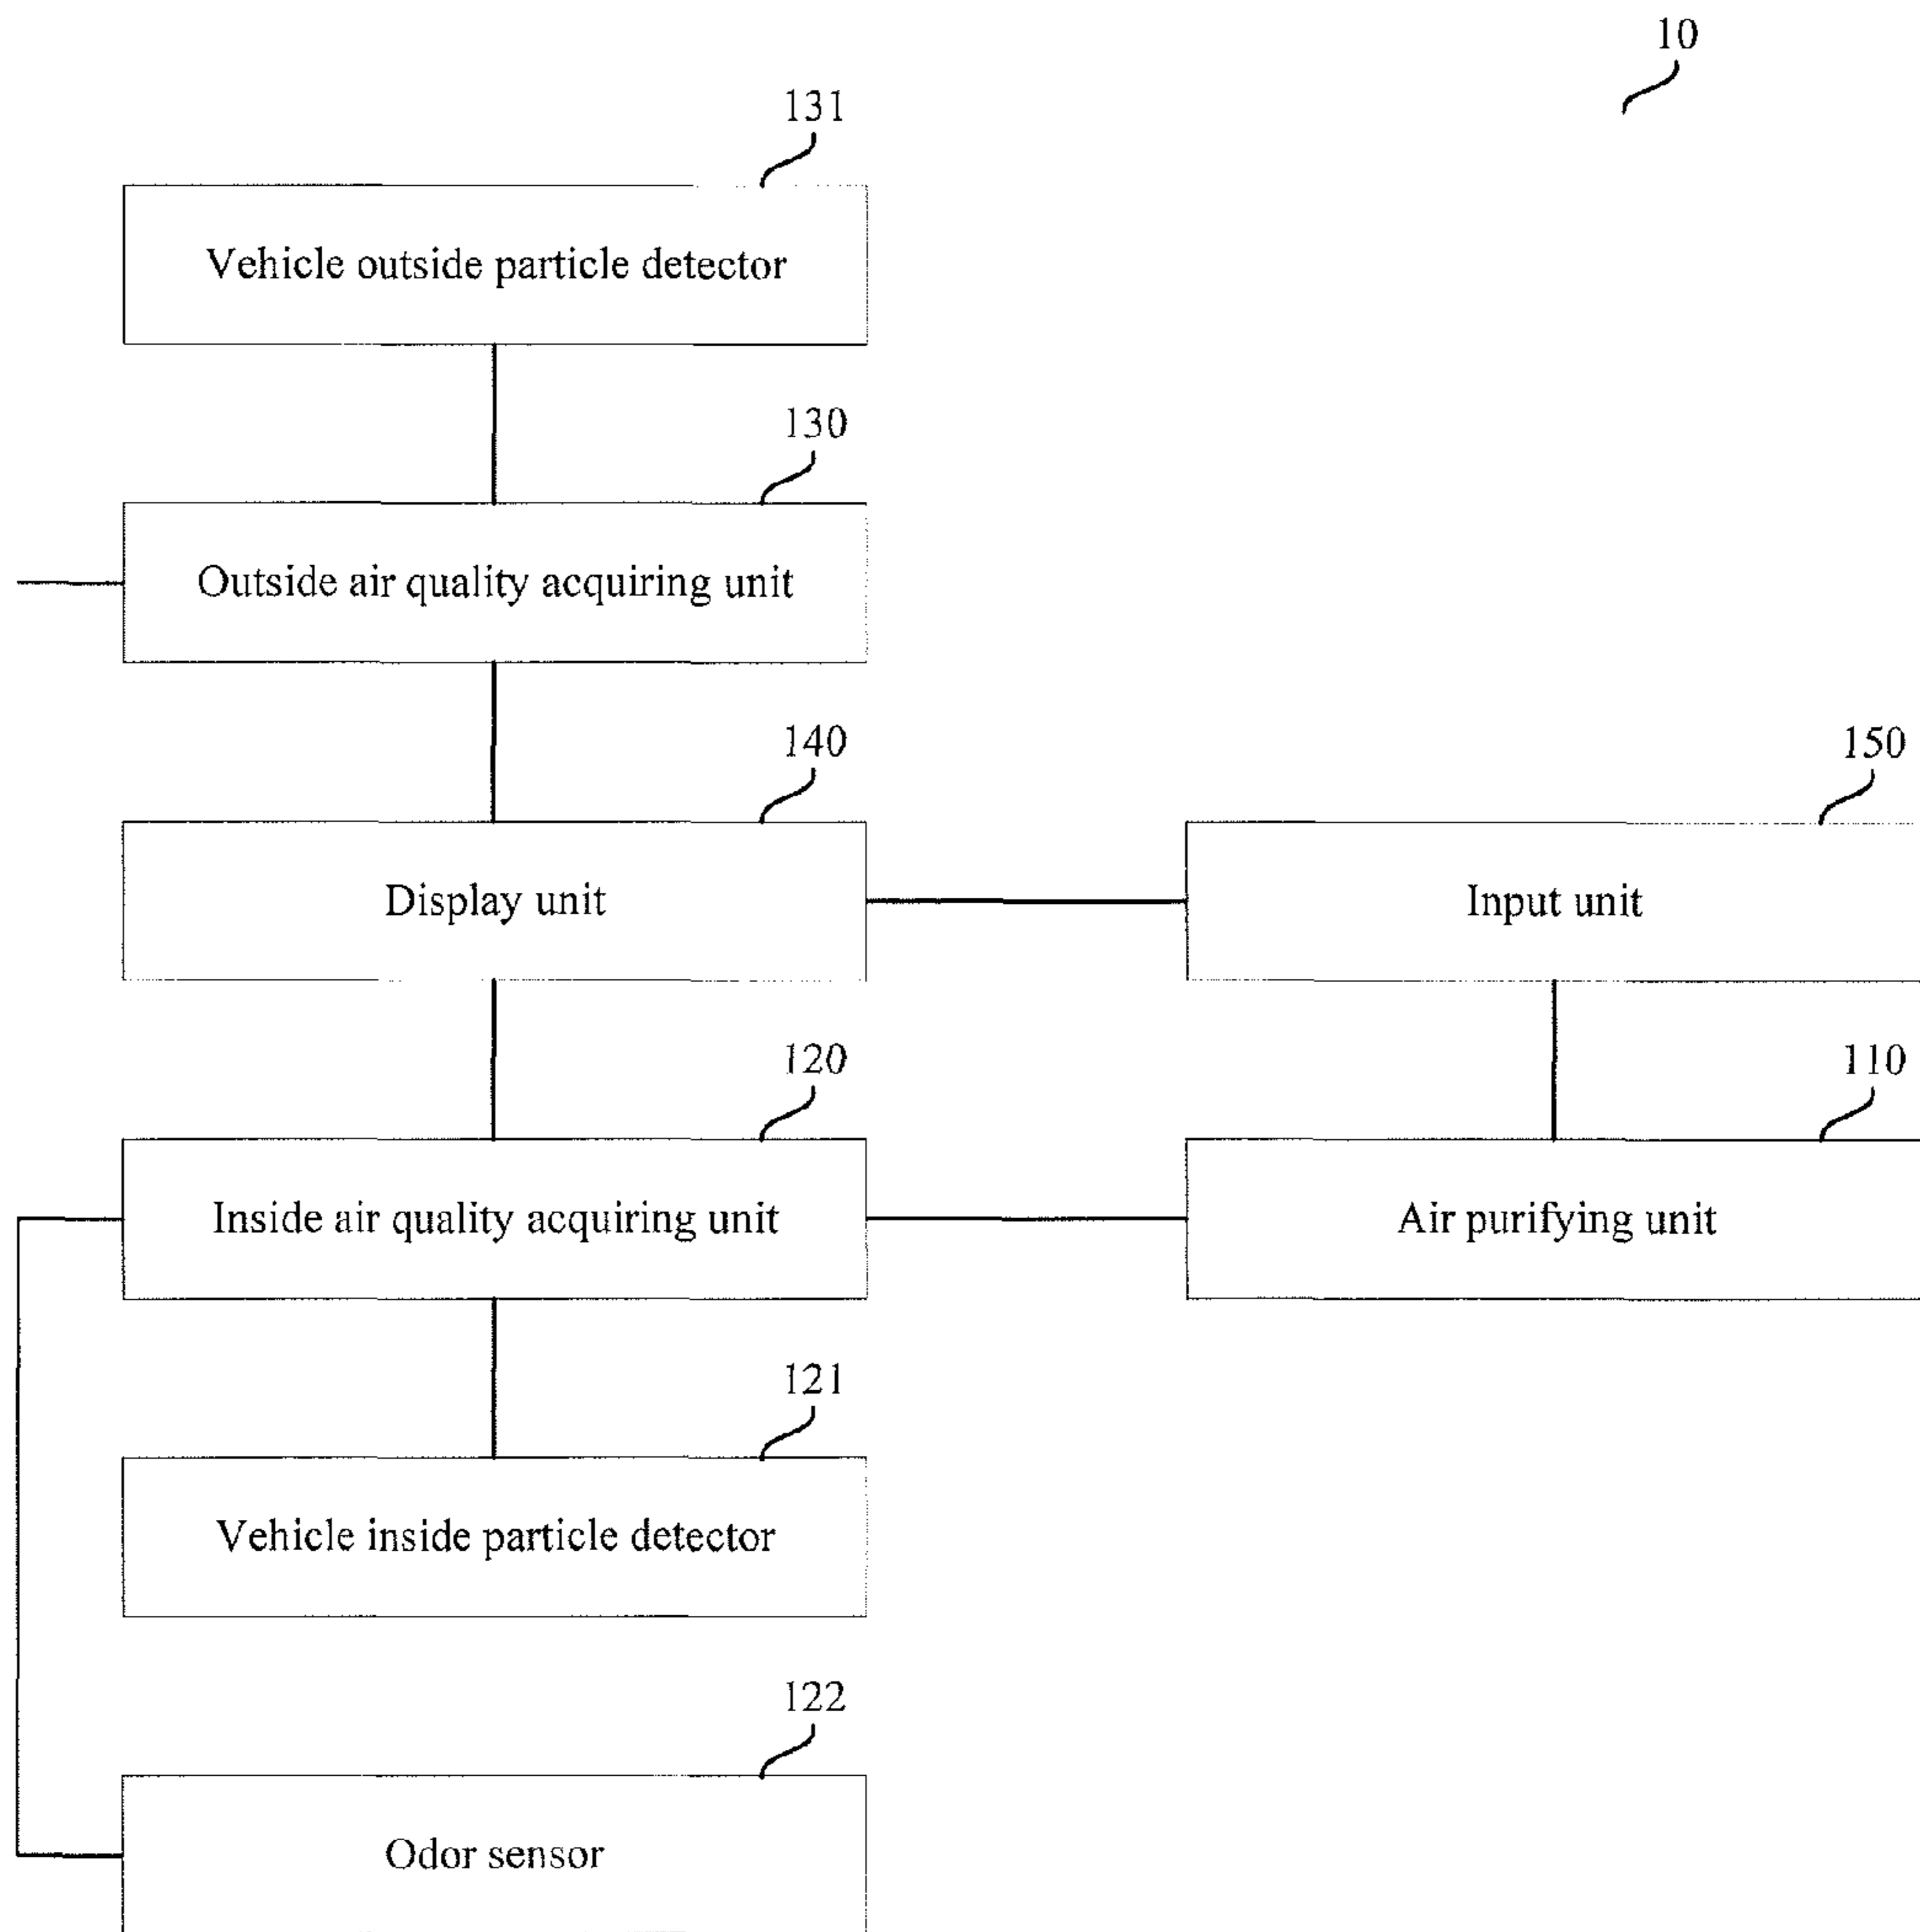 10
131
Vehicle outside particle detector
130
Outside air quality acquiring unit
140
Display unit
150
Input unit
120
Inside air quality acquiring unit
110
Air purifying unit
121
Vehicle inside particle detector
122
Odor sensor